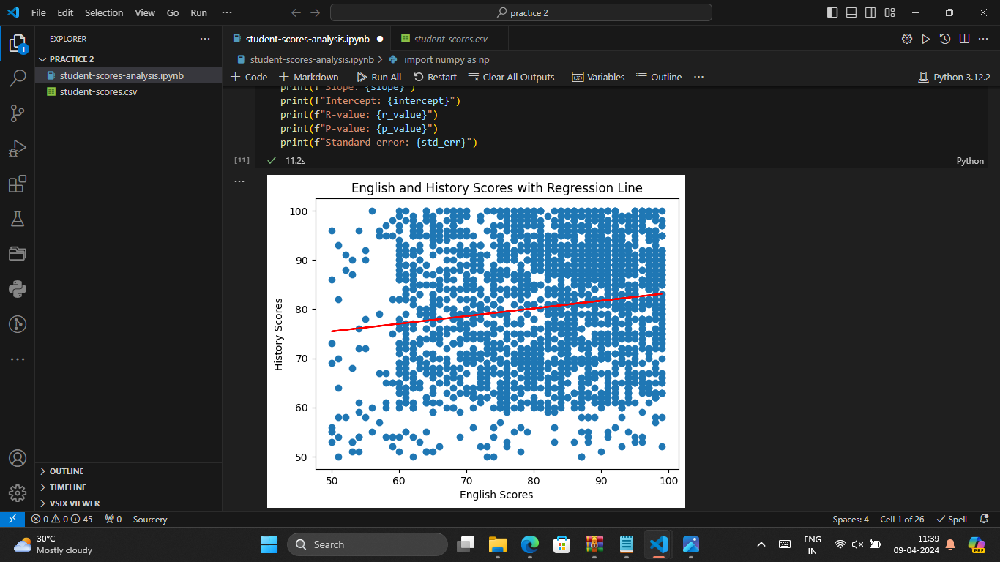 File Edit Selection View Go Run ···
practice 2
EXPLORER
PRACTICE 2
student-scores-analysis.ipynb
student-scores.csv
OUTLINE
TIMELINE
VSIX VIEWER
1
student-scores-analysis.ipynb
student-scores.csv
student-scores-analysis.ipynb > import numpy as np
+ Code + Markdown | Run All Restart Clear All Outputs | Variables Outline ···
Python 3.12.2
print(f"Slope: {slope}")
print(f"Intercept: {intercept}")
print(f"R-value: {r_value}")
print(f"P-value: {p_value}")
print(f"Standard error: {std_err}")
[11] 11.2s
Python
English and History Scores with Regression Line
100
90
80
70
60
50
History Scores
50 60 70 80 90 100
English Scores
0 0 45 0 Sourcery
Spaces: 4 Cell 1 of 26 Spell
30°C
Mostly cloudy
Search
ENG
IN
11:39
09-04-2024
PRE